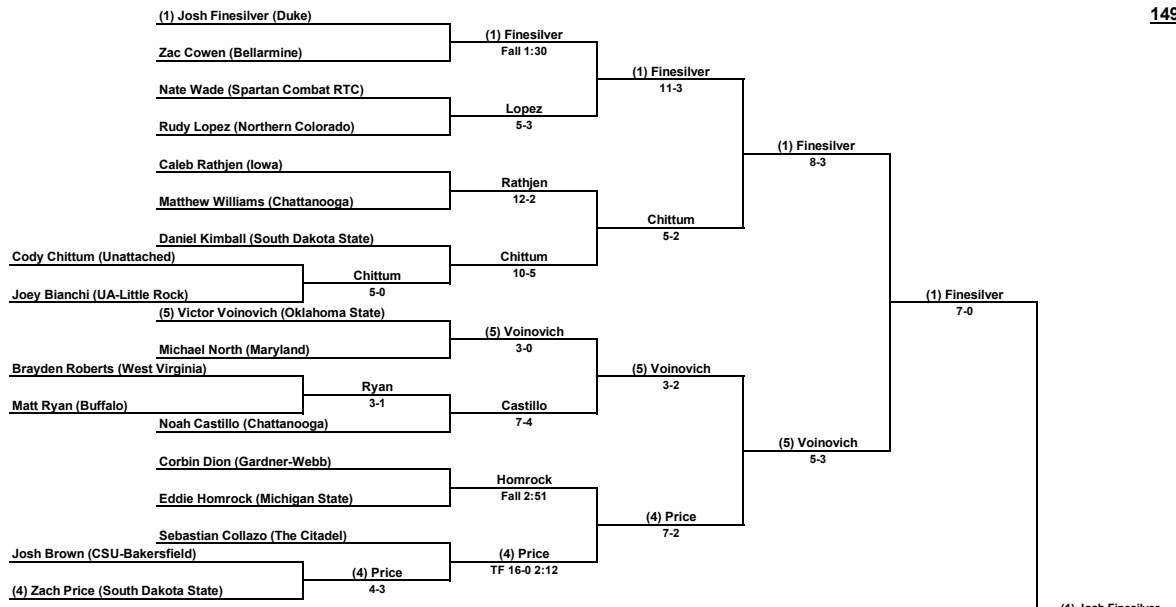 149
(1) Josh Finesilver (Duke)
(1) Finesilver
Fall 1:30
Zac Cowen (Bellarmine)
(1) Finesilver
11-3
Nate Wade (Spartan Combat RTC)
Lopez
5-3
Rudy Lopez (Northern Colorado)
(1) Finesilver
8-3
Caleb Rathjen (Iowa)
Rathjen
12-2
Matthew Williams (Chattanooga)
Chittum
5-2
Daniel Kimball (South Dakota State)
Cody Chittum (Unattached)
Chittum
10-5
Chittum
5-0
Joey Bianchi (UA-Little Rock)
(1) Finesilver
7-0
(5) Victor Voinovich (Oklahoma State)
(5) Voinovich
3-0
Michael North (Maryland)
Brayden Roberts (West Virginia)
(5) Voinovich
3-2
Ryan
3-1
Matt Ryan (Buffalo)
Castillo
7-4
Noah Castillo (Chattanooga)
(5) Voinovich
5-3
Corbin Dion (Gardner-Webb)
Homrock
Fall 2:51
Eddie Homrock (Michigan State)
(4) Price
7-2
Sebastian Collazo (The Citadel)
Josh Brown (CSU-Bakersfield)
(4) Price
TF 16-0 2:12
(4) Price
4-3
(4) Zach Price (South Dakota State)
(1) Josh Finesilver